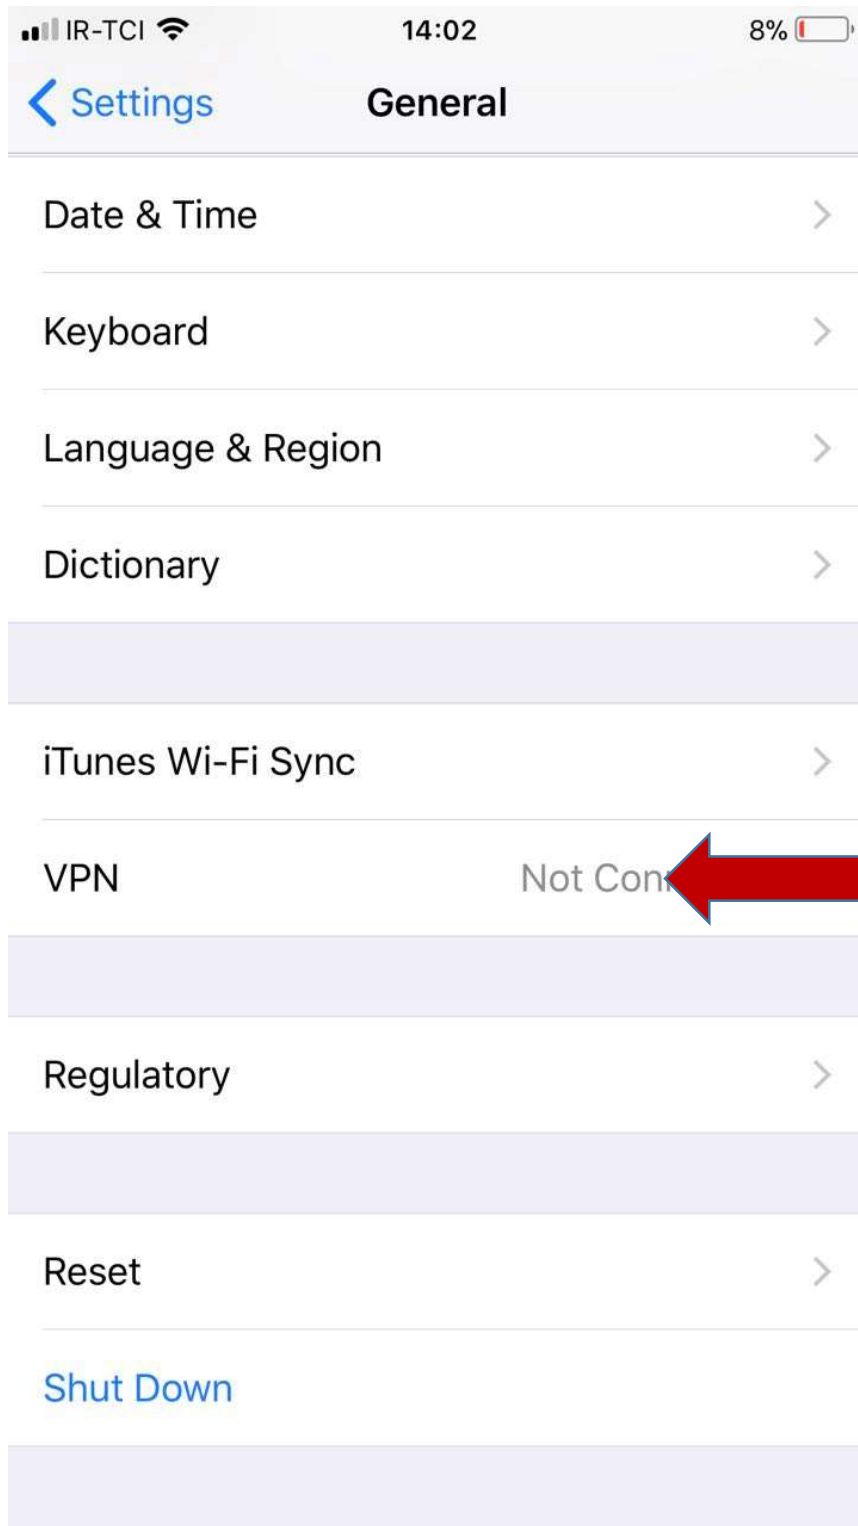 IR-TCI 14:02 8%
Settings General
Date & Time
Keyboard
Language & Region
Dictionary
iTunes Wi-Fi Sync
VPN Not
Regulatory
Reset
Shut Down